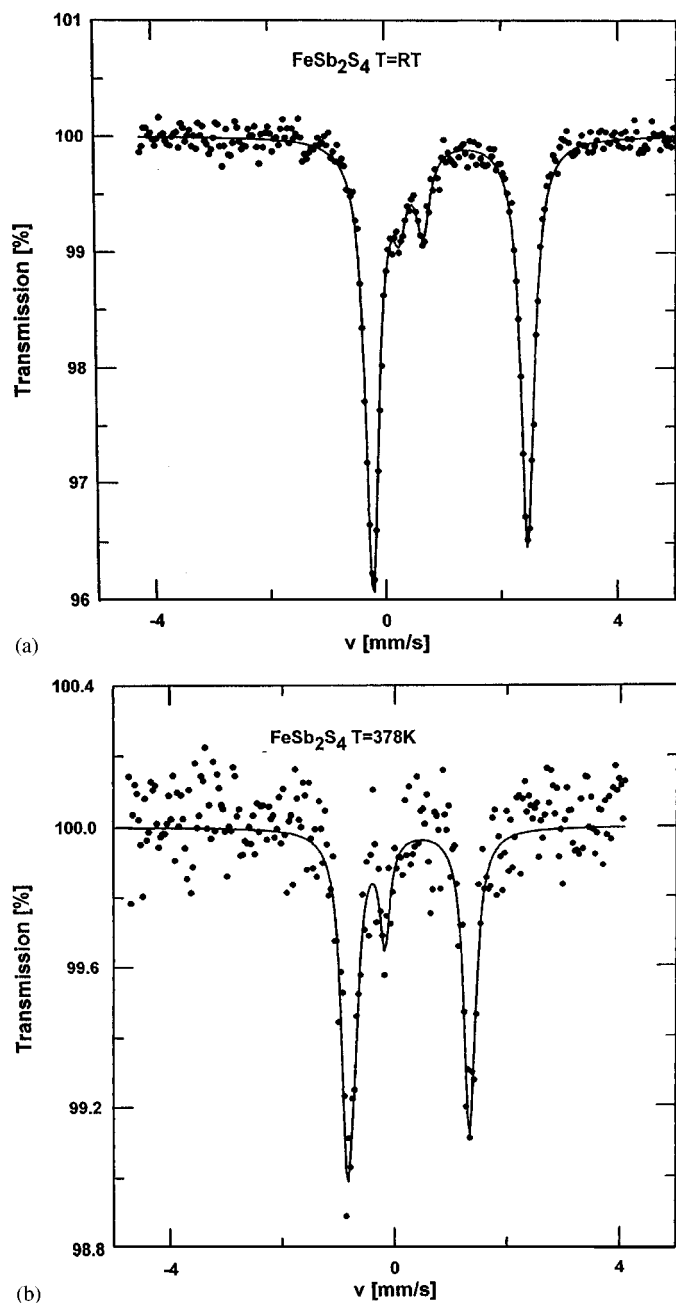 101
FeSb2S4 T=RT
100
99
98
97
96
Transmission [%]
-4 0 4
v [mm/s]
(a)
100.4
FeSb2S4 T=378K
100.0
99.6
99.2
98.8
Transmission [%]
-4 0 4
v [mm/s]
(b)